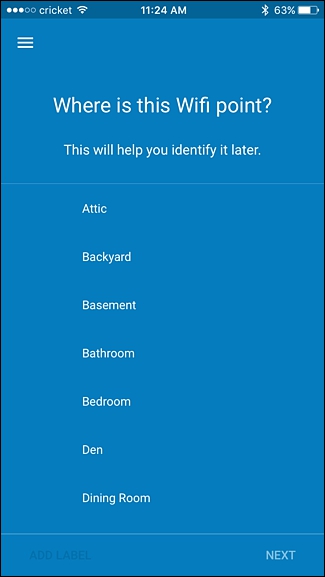 cricket 11:24 AM 63%
Where is this Wifi point?
This will help you identify it later.
Attic
Backyard
Basement
Bathroom
Bedroom
Den
Dining Room
ADD LABEL NEXT